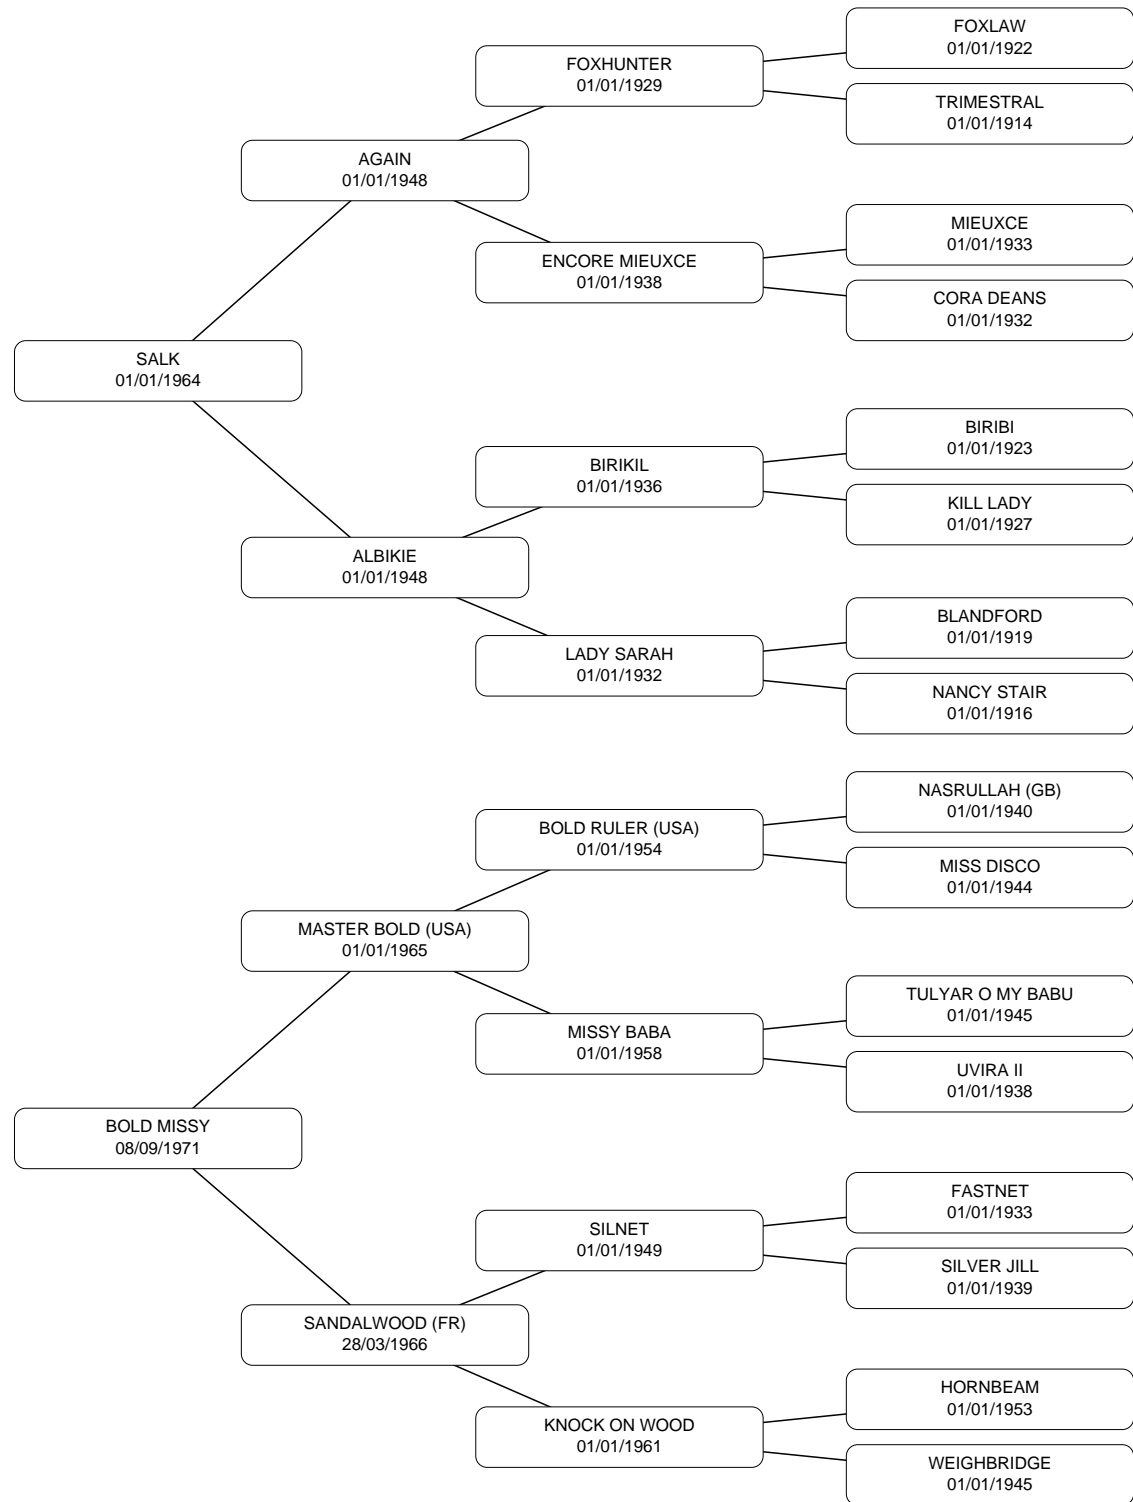 FOXLAW
01/01/1922
FOXHUNTER
01/01/1929
TRIMESTRAL
01/01/1914
AGAIN
01/01/1948
MIEUXCE
01/01/1933
ENCORE MIEUXCE
01/01/1938
CORA DEANS
01/01/1932
SALK
01/01/1964
BIRIBI
01/01/1923
BIRIKIL
01/01/1936
KILL LADY
01/01/1927
ALBIKIE
01/01/1948
BLANDFORD
01/01/1919
LADY SARAH
01/01/1932
NANCY STAIR
01/01/1916
NASRULLAH (GB)
01/01/1940
BOLD RULER (USA)
01/01/1954
MISS DISCO
01/01/1944
MASTER BOLD (USA)
01/01/1965
TULYAR O MY BABU
01/01/1945
MISSY BABA
01/01/1958
UVIRA II
01/01/1938
BOLD MISSY
08/09/1971
FASTNET
01/01/1933
SILNET
01/01/1949
SILVER JILL
01/01/1939
SANDALWOOD (FR)
28/03/1966
HORNBEAM
01/01/1953
KNOCK ON WOOD
01/01/1961
WEIGHBRIDGE
01/01/1945